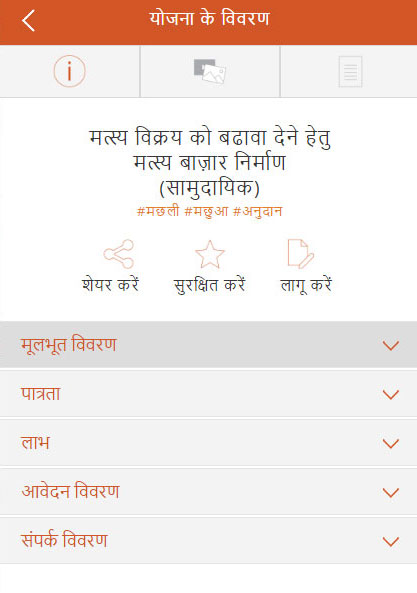 योजना के विवरण
मत्स्य विक्रय को बढावा देने हेतु
मत्स्य बाज़ार निर्माण
(सामुदायिक)
#मछली #मछुआ #अनुदान
शेयर करें सुरक्षित करें लागू करें
मूलभूत विवरण
पात्रता
लाभ
आवेदन विवरण
संपर्क विवरण